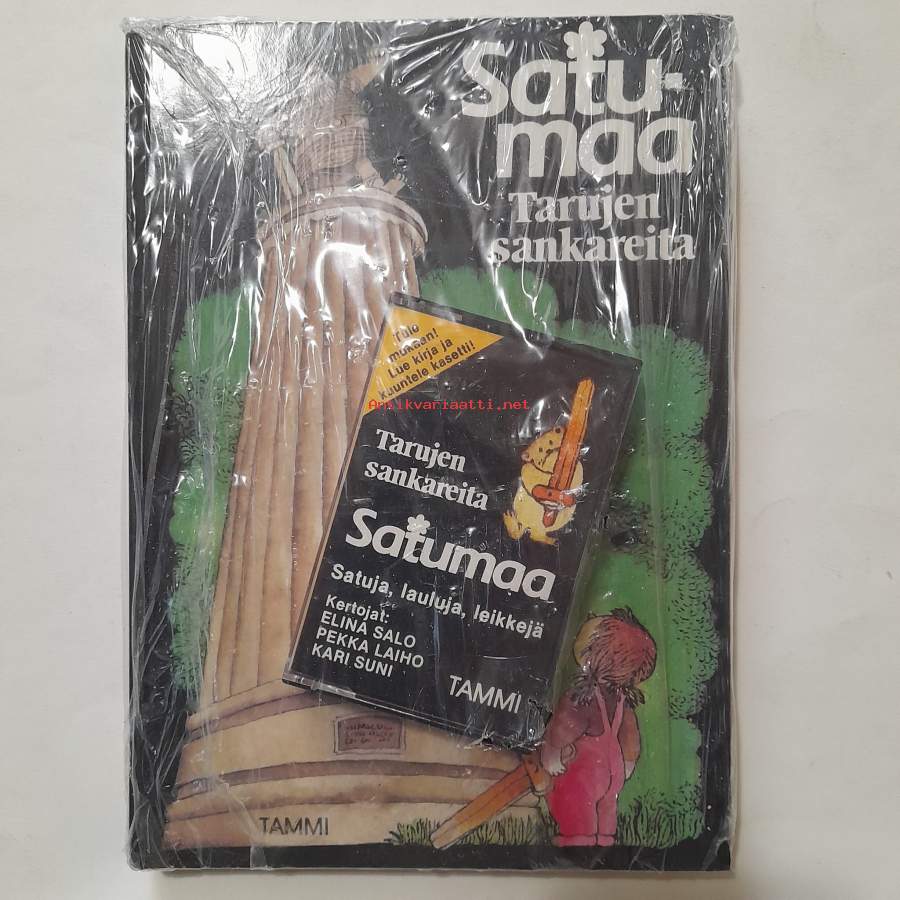 Satu-
maa
Tarujen
sankareita
Tule
mukaan!
Lue kirja ja
kuuntele kasetti!
Antikvariaatti.net
Tarujen
sankareita
Satumaa
Satuja, lauluja, leikkejä
Kertojat:
ELINA SALO
PEKKA LAIHO
KARI SUNI
TAMMI
TAMMI